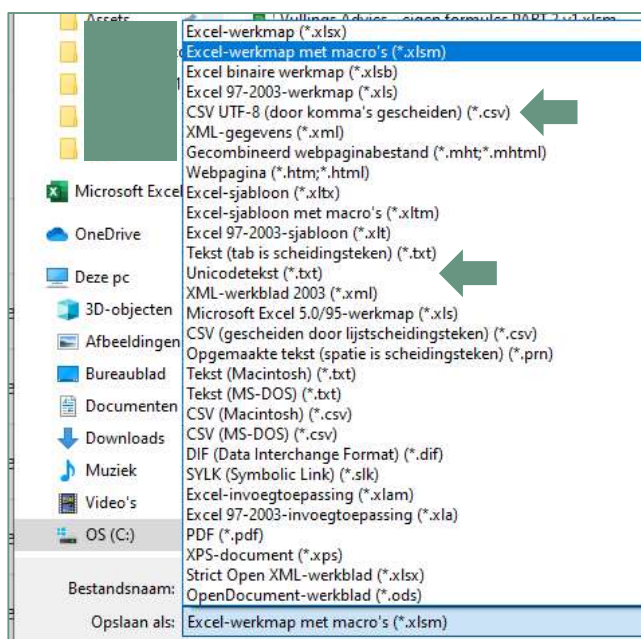 Assets
Vullings Advies - eigen formules PART 2 v1.xlsm
Excel-werkmap (*.xlsx)
Excel-werkmap met macro's (*.xlsm)
Excel binaire werkmap (*.xlsb)
Excel 97-2003-werkmap (*.xls)
CSV UTF-8 (door komma's gescheiden) (*.csv)
XML-gegevens (*.xml)
Gecombineerd webpaginabestand (*.mht;*.mhtml)
Webpagina (*.htm;*.html)
Excel-sjabloon (*.xltx)
Excel-sjabloon met macro's (*.xltm)
Excel 97-2003-sjabloon (*.xlt)
Tekst (tab is scheidingsteken) (*.txt)
Unicodetekst (*.txt)
XML-werkblad 2003 (*.xml)
Microsoft Excel 5.0/95-werkmap (*.xls)
CSV (gescheiden door lijstscheidingsteken) (*.csv)
Opgemaakte tekst (spatie is scheidingsteken) (*.prn)
Tekst (Macintosh) (*.txt)
Tekst (MS-DOS) (*.txt)
CSV (Macintosh) (*.csv)
CSV (MS-DOS) (*.csv)
DIF (Data Interchange Format) (*.dif)
SYLK (Symbolic Link) (*.slk)
Excel-invoegtoepassing (*.xlam)
Excel 97-2003-invoegtoepassing (*.xla)
PDF (*.pdf)
XPS-document (*.xps)
Strict Open XML-werkblad (*.xlsx)
OpenDocument-werkblad (*.ods)
Microsoft Excel
OneDrive
Deze pc
3D-objecten
Afbeeldingen
Bureaublad
Documenten
Downloads
Muziek
Video's
OS (C:)
Bestandsnaam:
Opslaan als: Excel-werkmap met macro's (*.xlsm)